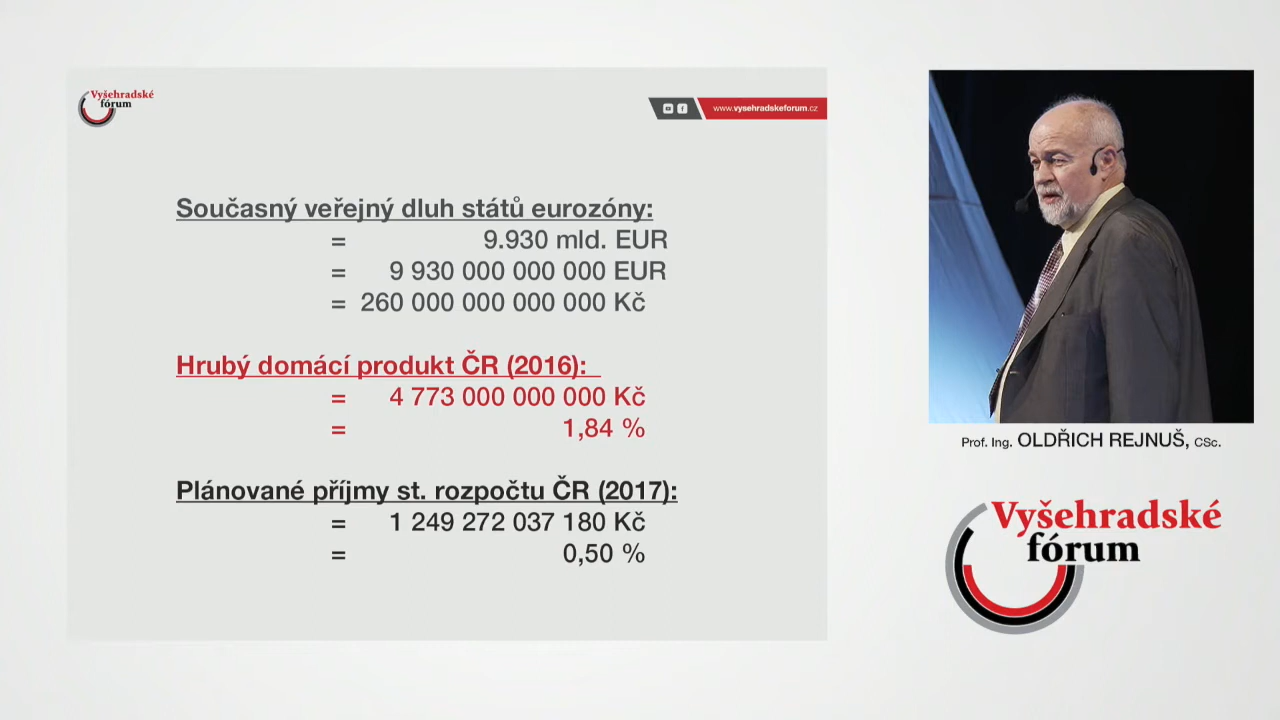 Vyšehradské
fórum
www.vysehradskeforum.cz
Současný veřejný dluh států eurozóny:
= 9.930 mld. EUR
= 9 930 000 000 000 EUR
= 260 000 000 000 000 Kč
Hrubý domácí produkt ČR (2016):
= 4 773 000 000 000 Kč
= 1,84 %
Plánované příjmy st. rozpočtu ČR (2017):
= 1 249 272 037 180 Kč
= 0,50 %
Prof. Ing. OLDŘICH REJNUŠ, CSc.
Vyšehradské
fórum